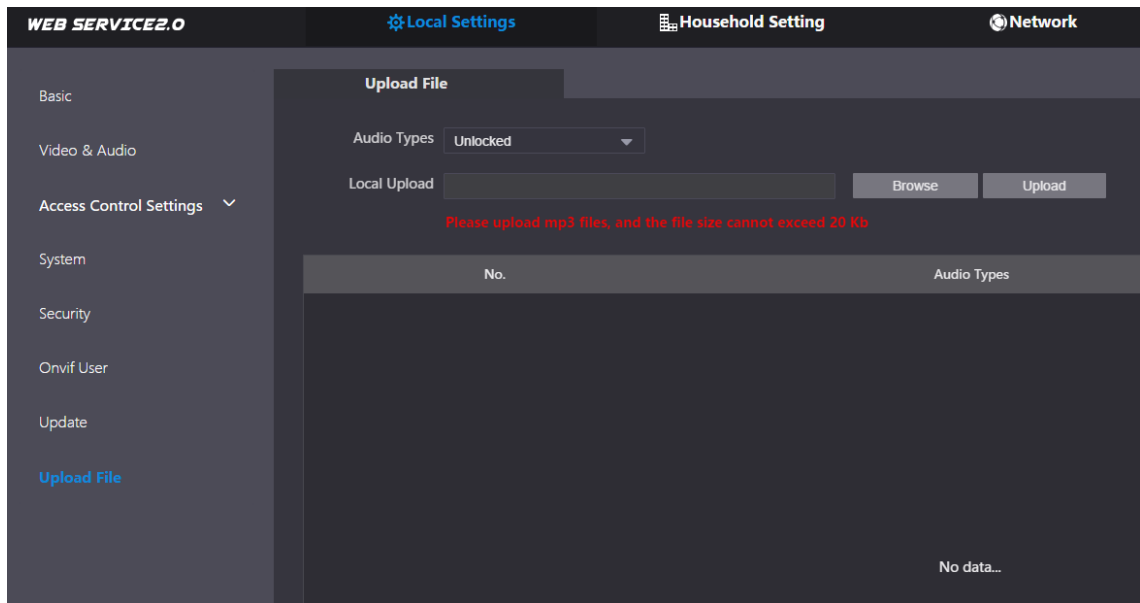 WEB SERVICE2.0
Local Settings
Household Setting
Network
Basic
Video & Audio
Access Control Settings
System
Security
Onvif User
Update
Upload File
Upload File
Audio Types Unlocked
Local Upload Browse Upload
Please upload mp3 files, and the file size cannot exceed 20 Kb
No. Audio Types
No data...